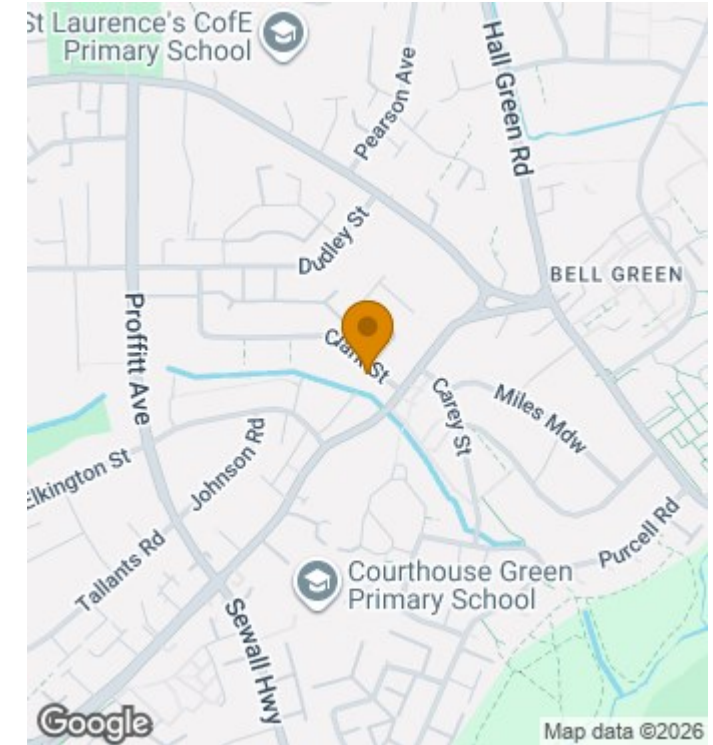 St Laurence's CofE
Primary School
Pearson Ave
Hall Green Rd
Dudley St
BELL GREEN
Proffitt Ave
Clark St
Carey St
Miles Mdw
Elkington St
Johnson Rd
Tallants Rd
Purcell Rd
Courthouse Green
Primary School
Sewall Hwy
Google
Map data ©2026